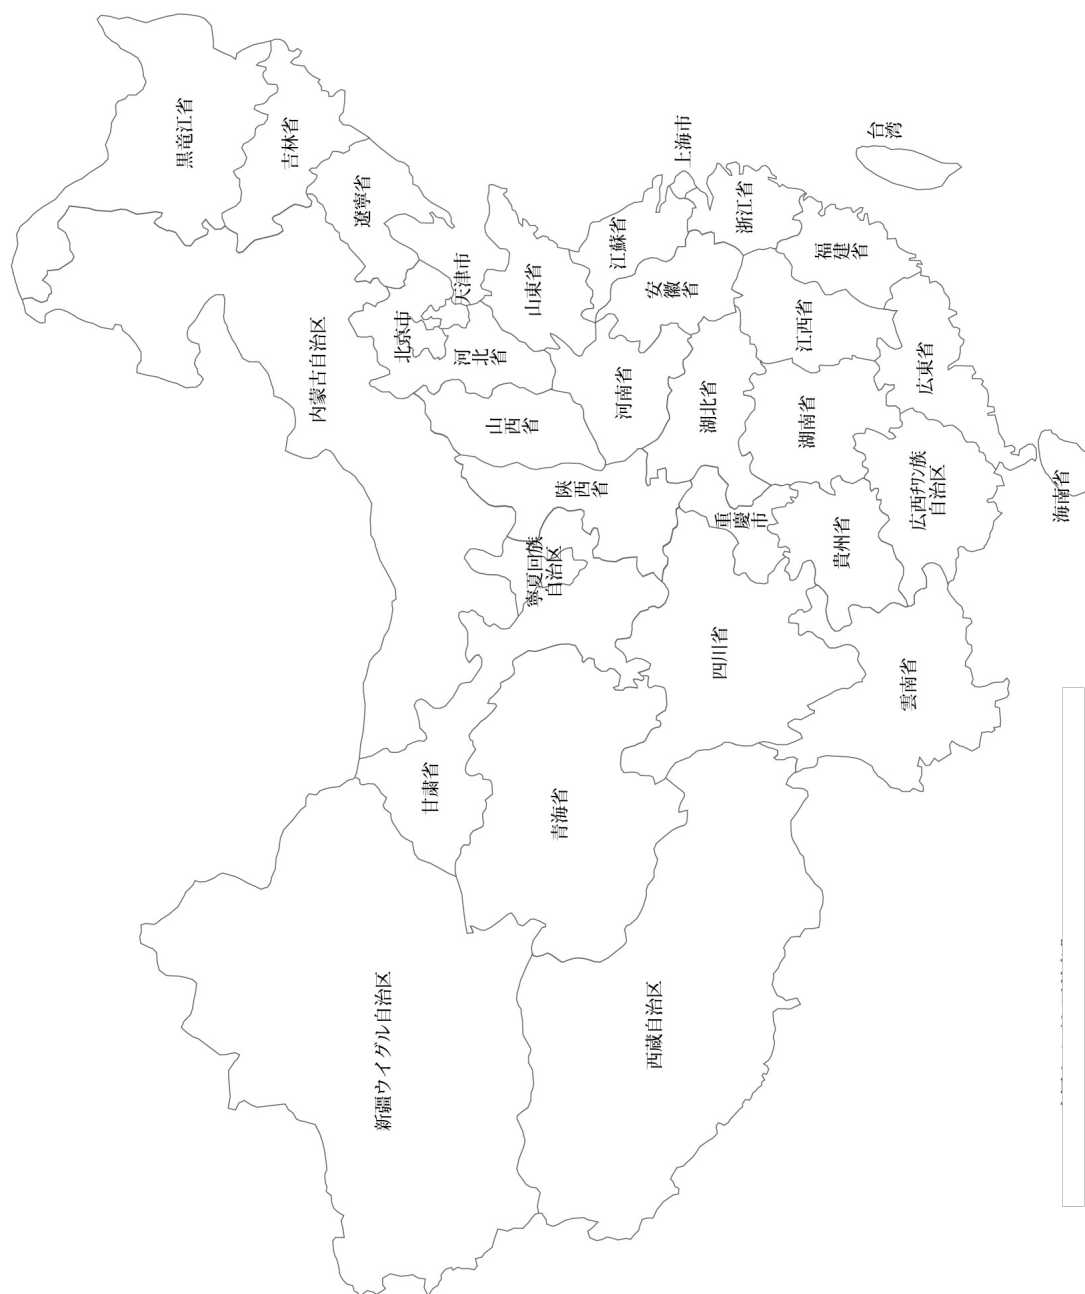 黒竜江省
吉林省
遼寧省
内蒙古自治区
北京市
天津市
河
北
省
山
西
省
山東省
河南省
江蘇省
上海市
安
徽
省
浙江省
福
建
省
台
湾
江西省
湖北省
湖南省
広東省
広西ﾁﾜﾝ族
自治区
海南省
陝
西
省
寧夏回族
自治区
重
慶
市
貴州省
四川省
雲南省
甘粛省
青海省
新疆ウイグル自治区
西蔵自治区